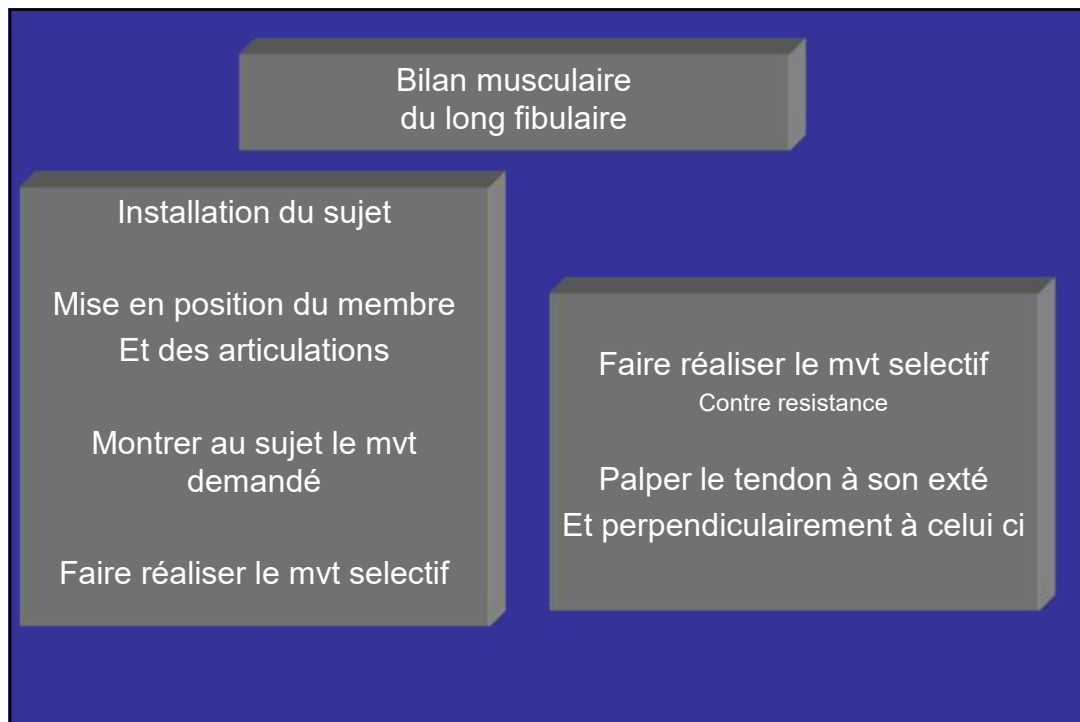 Bilan musculaire
du long fibulaire
Installation du sujet
Mise en position du membre
Et des articulations
Montrer au sujet le mvt
demandé
Faire réaliser le mvt selectif
Faire réaliser le mvt selectif
Contre resistance
Palper le tendon à son exté
Et perpendiculairement à celui ci